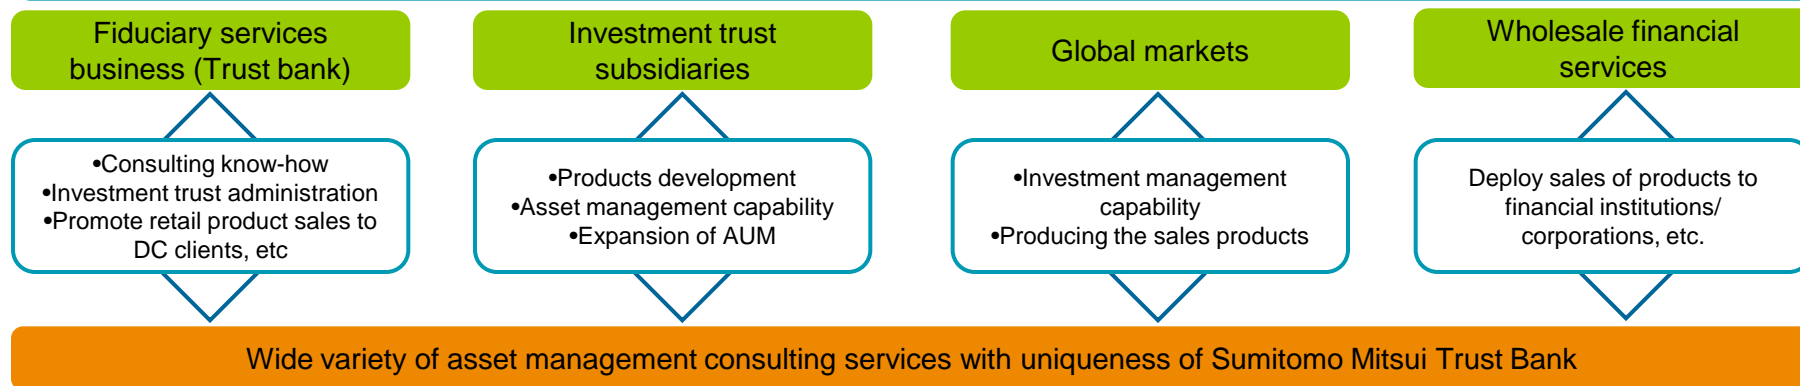 Fiduciary services
business (Trust bank)
Investment trust
subsidiaries
Global markets
Wholesale financial
services
•Consulting know-how
•Investment trust administration
•Promote retail product sales to
DC clients, etc
•Products development
•Asset management capability
•Expansion of AUM
•Investment management
capability
•Producing the sales products
Deploy sales of products to
financial institutions/
corporations, etc.
Wide variety of asset management consulting services with uniqueness of Sumitomo Mitsui Trust Bank